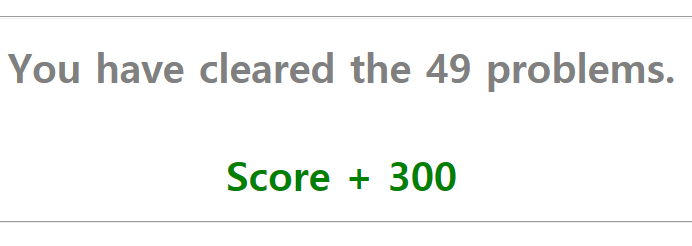 You have cleared the 49 problems.
Score + 300